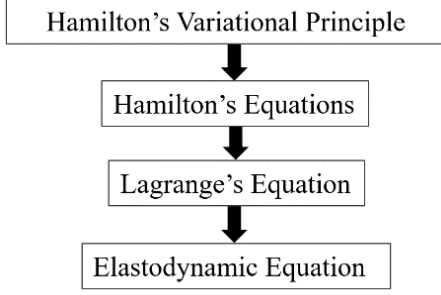 Hamilton's Variational Principle
Hamilton's Equations
Lagrange's Equation
Elastodynamic Equation